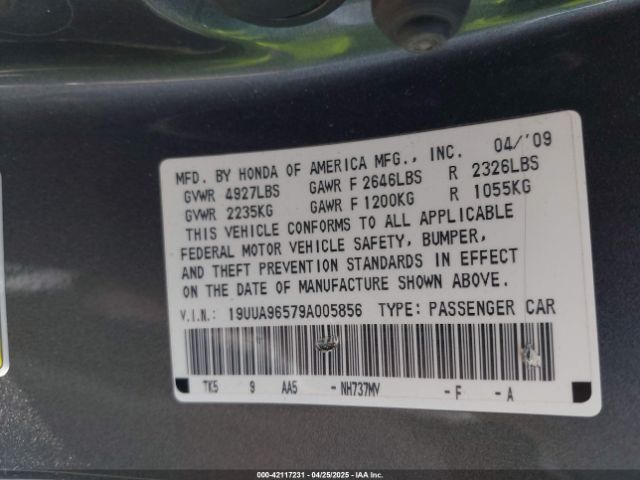 MFD. BY HONDA OF AMERICA MFG., INC. 04/'09
GVWR 4927LBS GAWR F 2646LBS R 2326LBS
GVWR 2235KG GAWR F 1200KG R 1055KG
THIS VEHICLE CONFORMS TO ALL APPLICABLE
FEDERAL MOTOR VEHICLE SAFETY, BUMPER,
AND THEFT PREVENTION STANDARDS IN EFFECT
ON THE DATE OF MANUFACTURE SHOWN ABOVE.
V.I.N.: 19UUA96579A005856 TYPE: PASSENGER CAR
TK5 9 AA5 -NH737MV -F -A
000-42117231 - 04/25/2025 - IAA Inc.